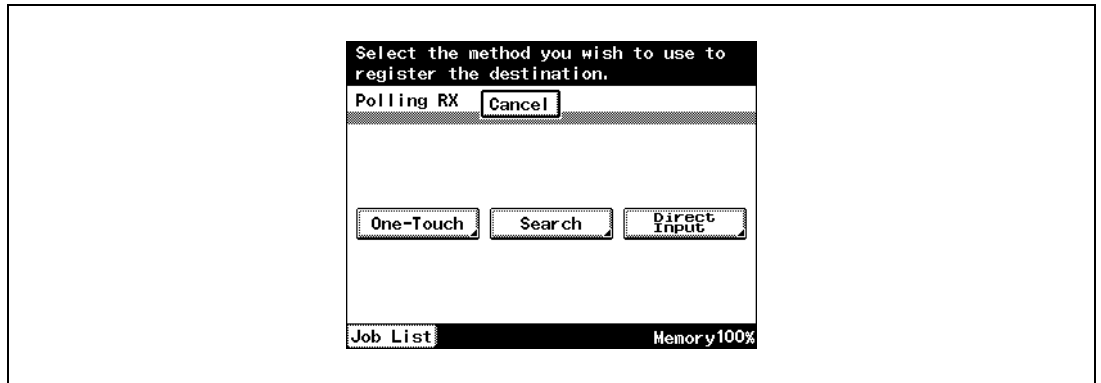 Select the method you wish to use to
register the destination.
Polling RX
Cancel
One-Touch
Search
Direct
Input
Job List
Memory100%